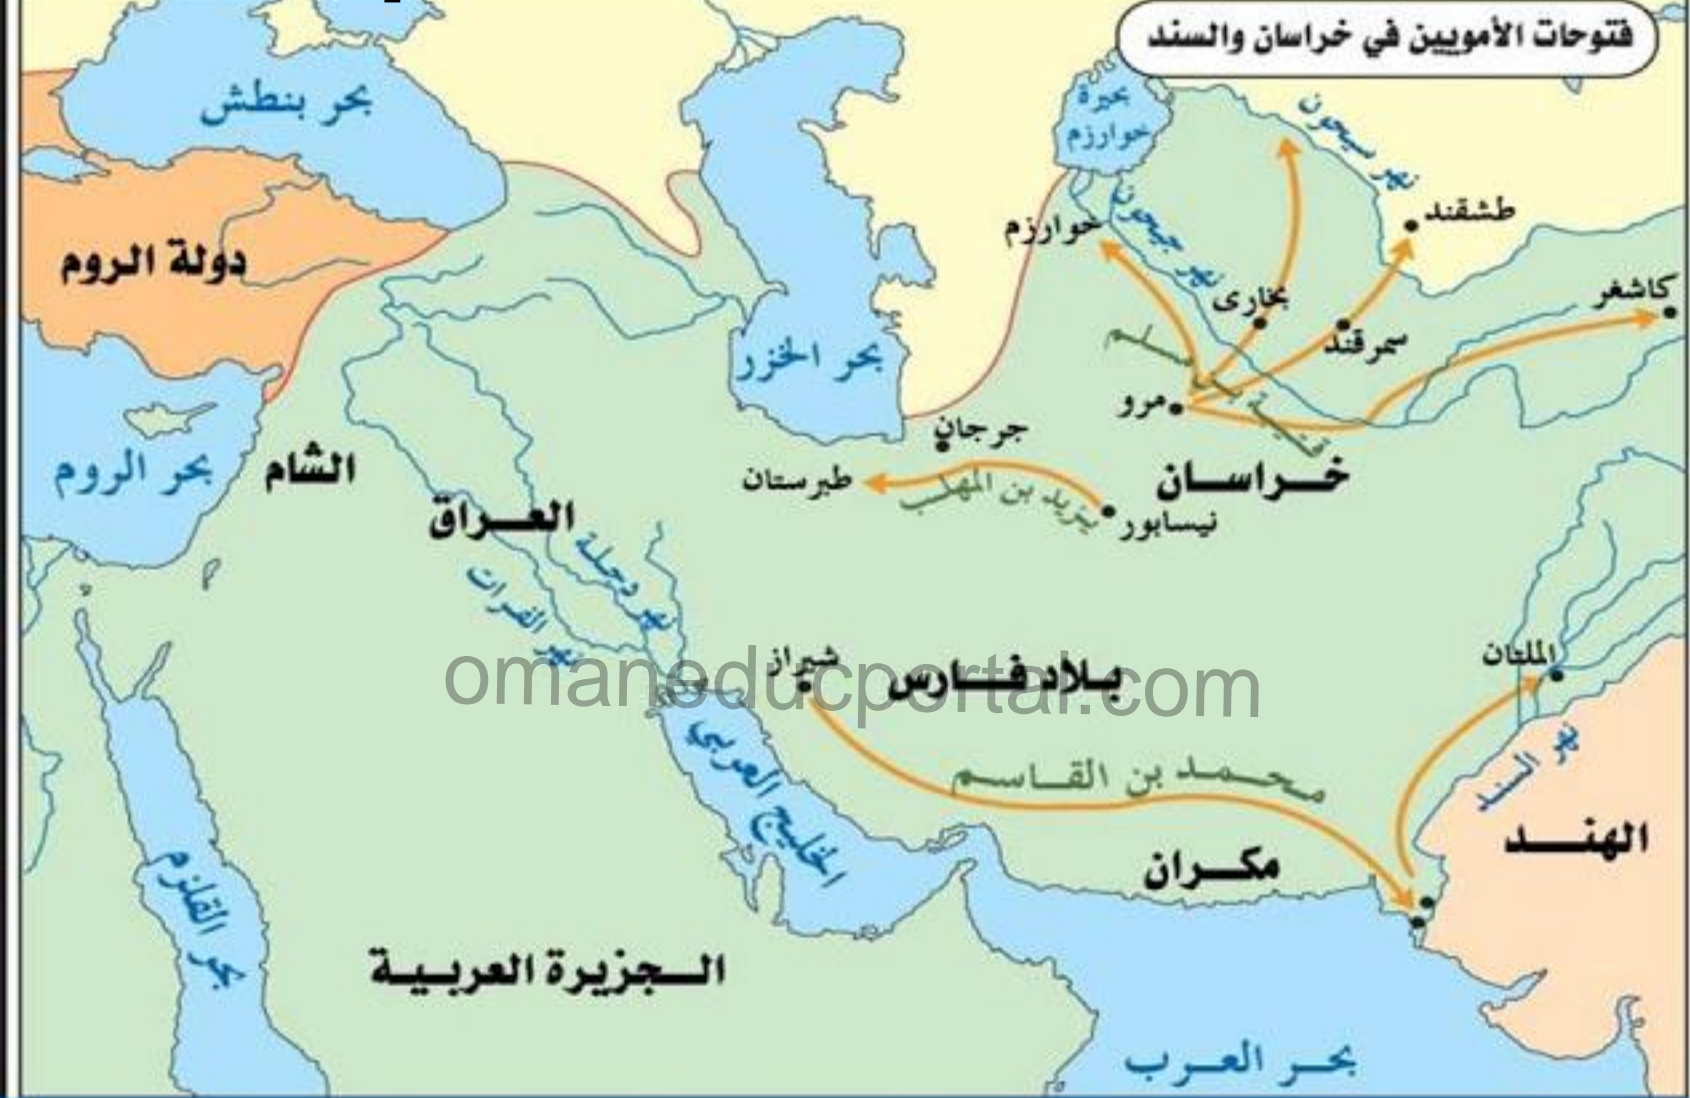 فتوحات الأمويين في خراسان والسند
بحر بنطش
بحيرة
خوارزم
نهر سيحون
طشقند
خوارزم
نهر جيحون
دولة الروم
كاشغر
بخارى
سمرقند
بحر الخزر
قتيبة بن مسلم
مرو
جرجان
بحر الروم
الشام
طبرستان
خراسان
يزيد بن المهلب
نيسابور
العراق
نهر دجلة
نهر الفرات
شيراز
بلاد فارس
الملتان
omaneducportal.com
نهر السند
الخليج العربي
محمد بن القاسم
الهند
مكران
بحر القلزم
الجزيرة العربية
بحر العرب